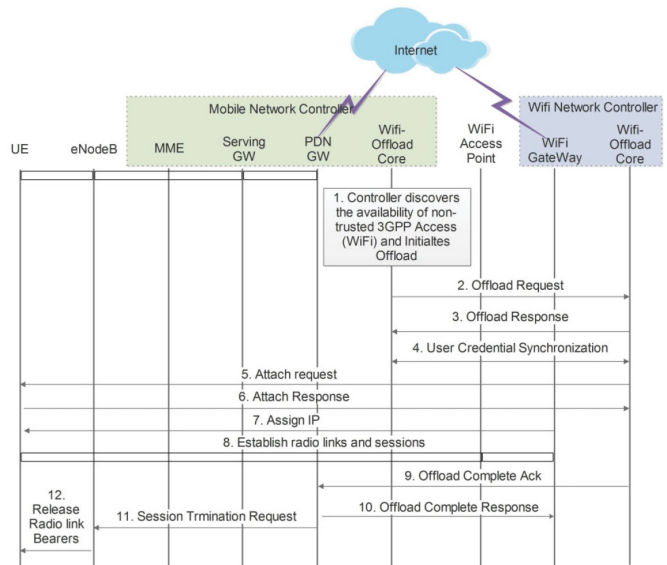 Internet
Mobile Network Controller
Wifi Network Controller
UE
eNodeB
MME
Serving
GW
PDN
GW
Wifi-
Offload
Core
WiFi
Access
Point
WiFi
GateWay
Wifi-
Offload
Core
1. Controller discovers
the availability of non-
trusted 3GPP Access
(WiFi) and Initialtes
Offload
2. Offload Request
3. Offload Response
4. User Credential Synchronization
5. Attach request
6. Attach Response
7. Assign IP
8. Establish radio links and sessions
9. Offload Complete Ack
10. Offload Complete Response
11. Session Trmination Request
12.
Release
Radio link
Bearers